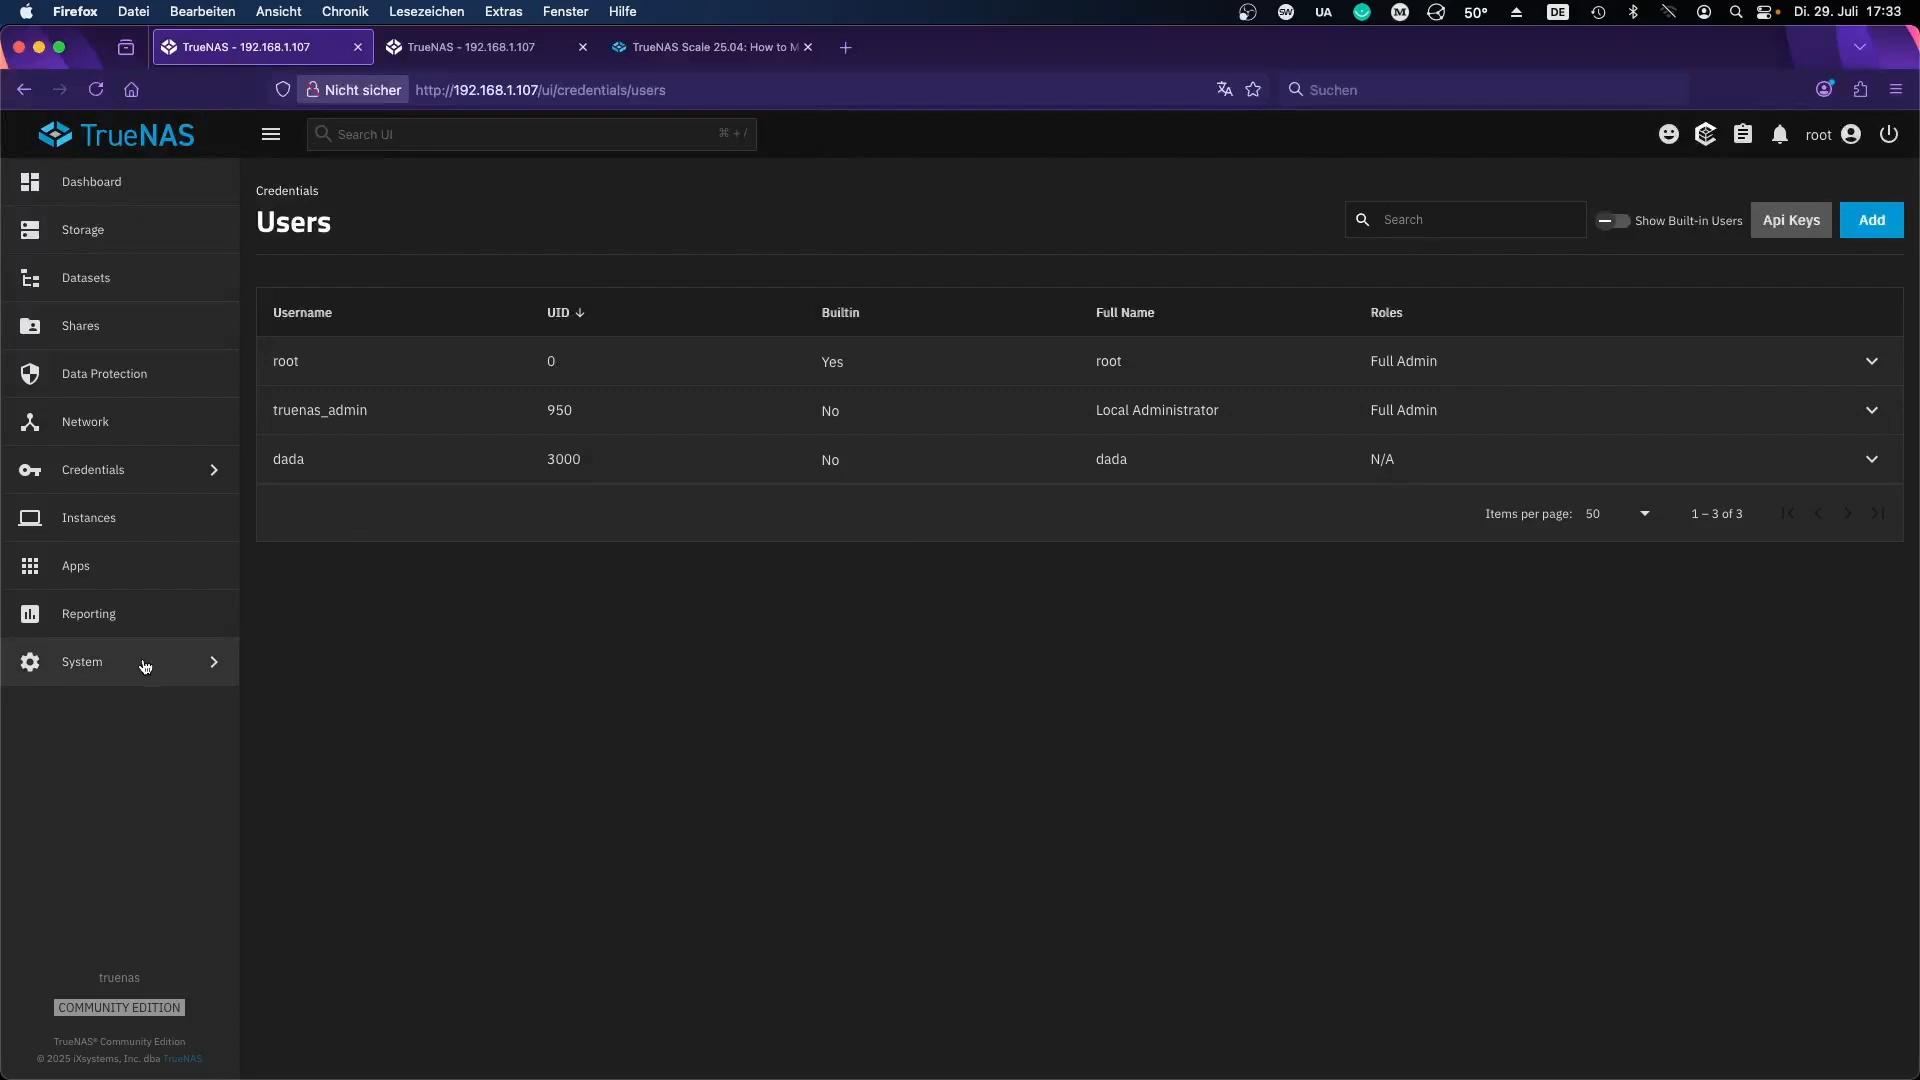 Firefox Datei Bearbeiten Ansicht Chronik Lesezeichen Extras Fenster Hilfe SW UA M 50° DE Di. 29. Juli 17:33
TrueNAS - 192.168.1.107 TrueNAS - 192.168.1.107 TrueNAS Scale 25.04: How to M
Nicht sicher http://192.168.1.107/ui/credentials/users Suchen
TrueNAS Search UI ⌘ + / root
Dashboard
Storage
Datasets
Shares
Data Protection
Network
Credentials
Instances
Apps
Reporting
System
truenas
COMMUNITY EDITION
TrueNAS® Community Edition
© 2025 iXsystems, Inc. dba TrueNAS
Credentials
Users
Search Show Built-in Users Api Keys Add
Username UID Builtin Full Name Roles
root 0 Yes root Full Admin
truenas_admin 950 No Local Administrator Full Admin
dada 3000 No dada N/A
Items per page: 50 1 – 3 of 3